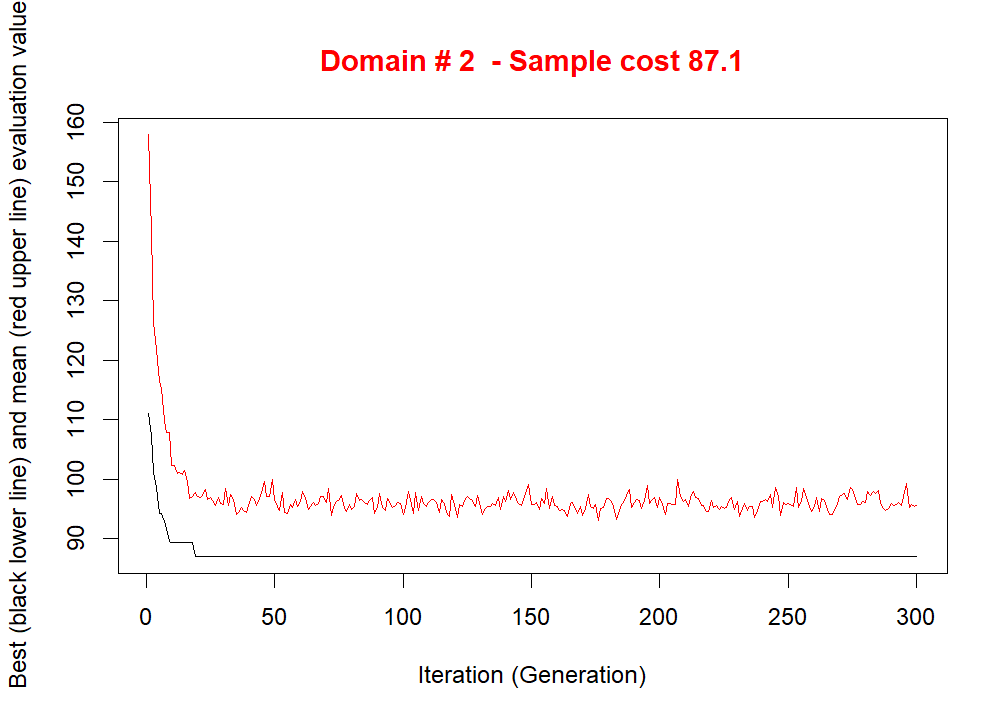 Domain # 2  - Sample cost 87.1
Best (black lower line) and mean (red upper line) evaluation value
160
150
140
130
120
110
100
90
0 50 100 150 200 250 300
Iteration (Generation)